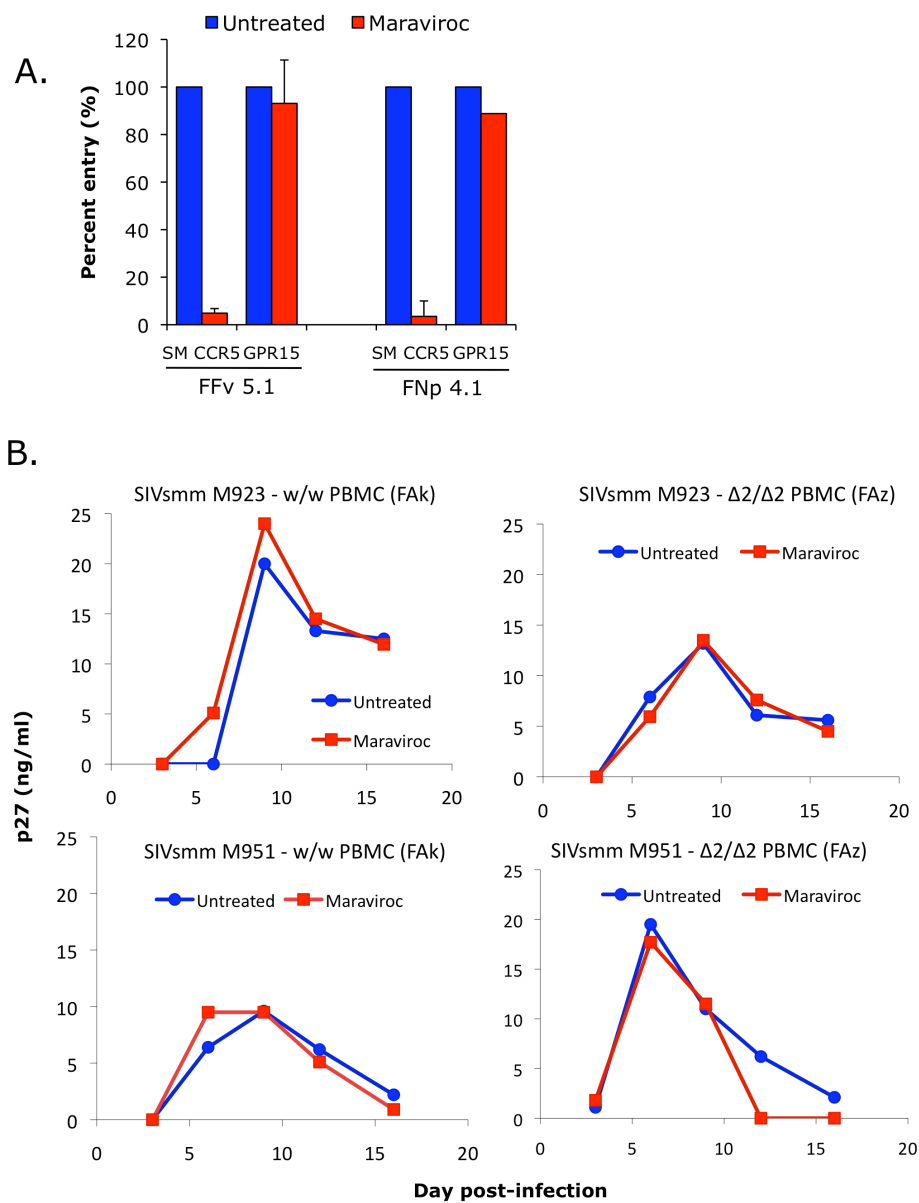 Untreated Maraviroc
A.
120
100
80
60
40
20
0
Percent entry (%)
SM CCR5 GPR15 SM CCR5 GPR15
FFv 5.1 FNp 4.1
B.
SIVsmm M923 - w/w PBMC (FAk)
25
20
15
10
5
0
0 5 10 15 20
Untreated
Maraviroc
SIVsmm M923 - Δ2/Δ2 PBMC (FAz)
Untreated Maraviroc
25
20
15
10
5
0
0 5 10 15 20
p27 (ng/ml)
SIVsmm M951 - w/w PBMC (FAk)
Untreated Maraviroc
25
20
15
10
5
0
0 5 10 15 20
SIVsmm M951 - Δ2/Δ2 PBMC (FAz)
Untreated Maraviroc
25
20
15
10
5
0
0 5 10 15 20
Day post-infection